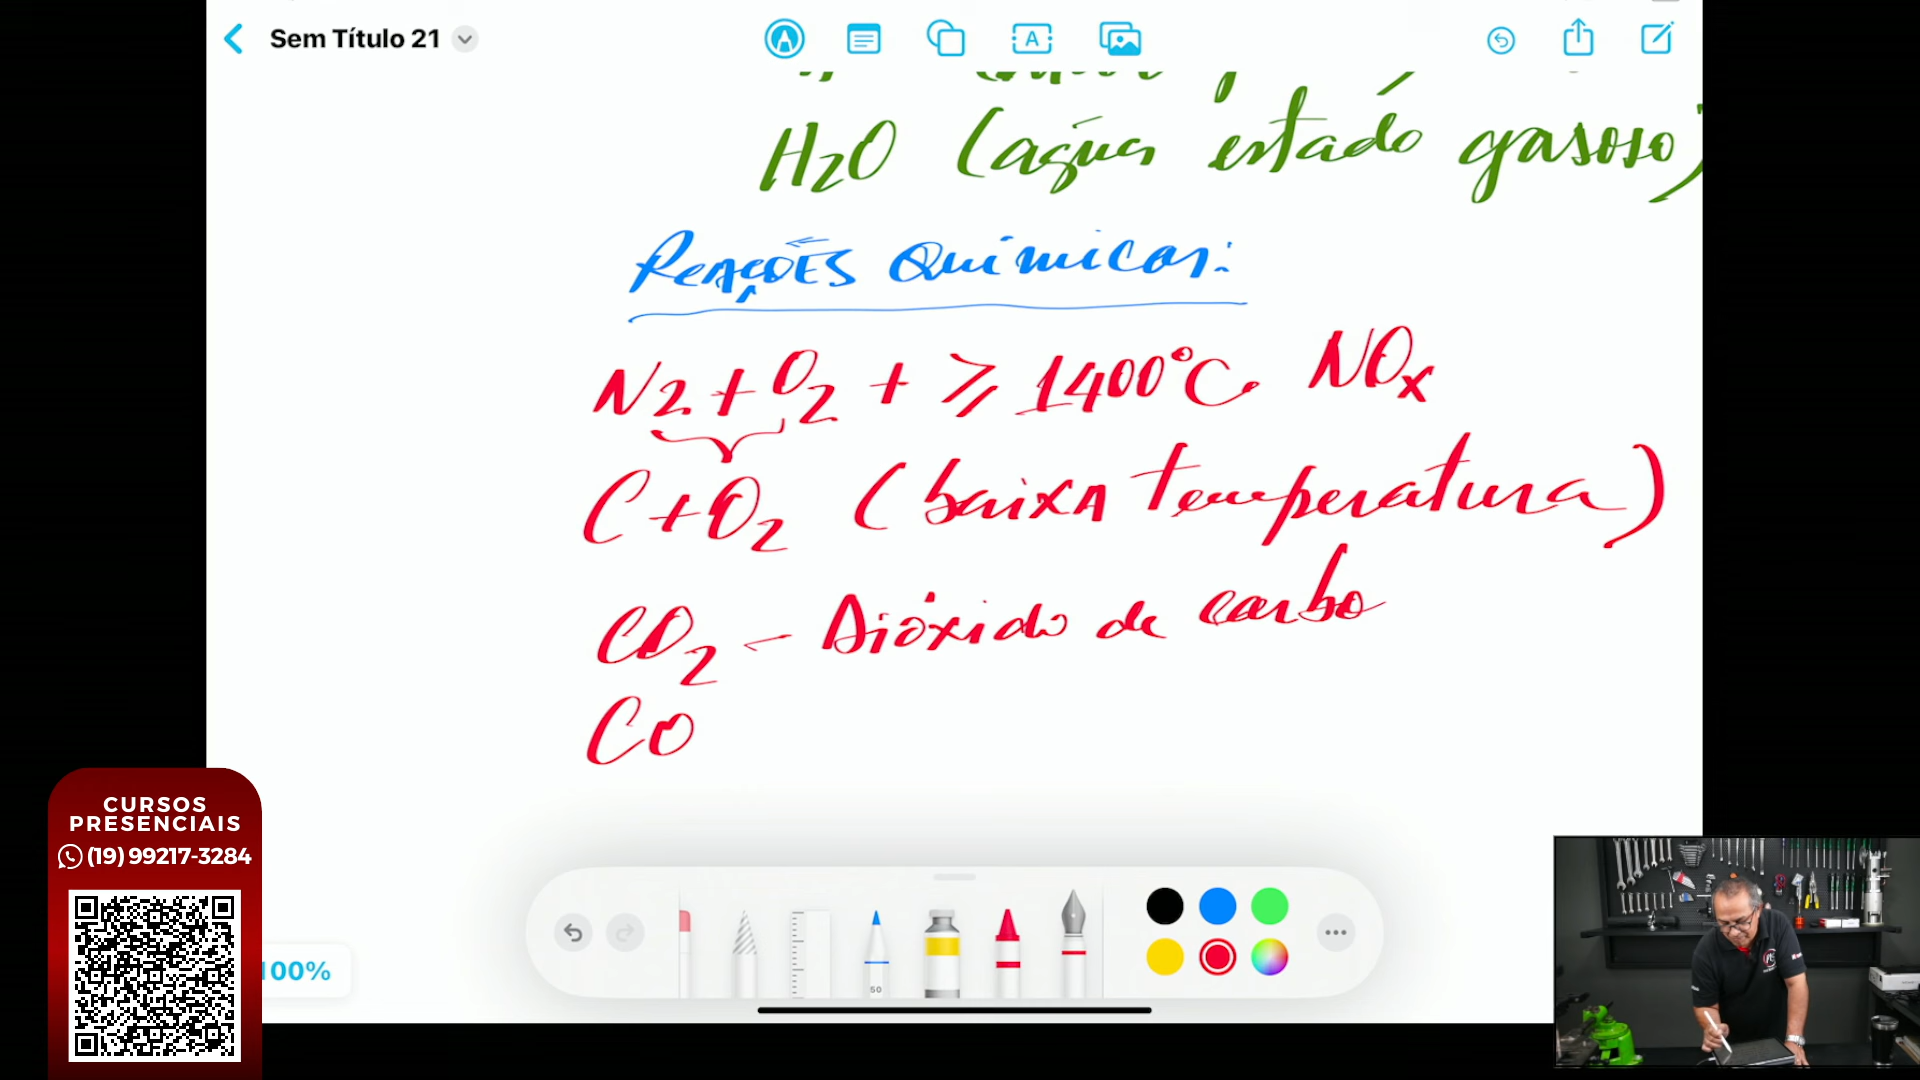 Sem Título 21
H2O (água estado gasoso)
Reações Químicas:
N2 + O2 + ≥ 1400°C. NOx
C + O2 (baixa temperatura)
CO2 - Dióxido de carbo
CO
CURSOS
PRESENCIAIS
(19) 99217-3284
100%
50